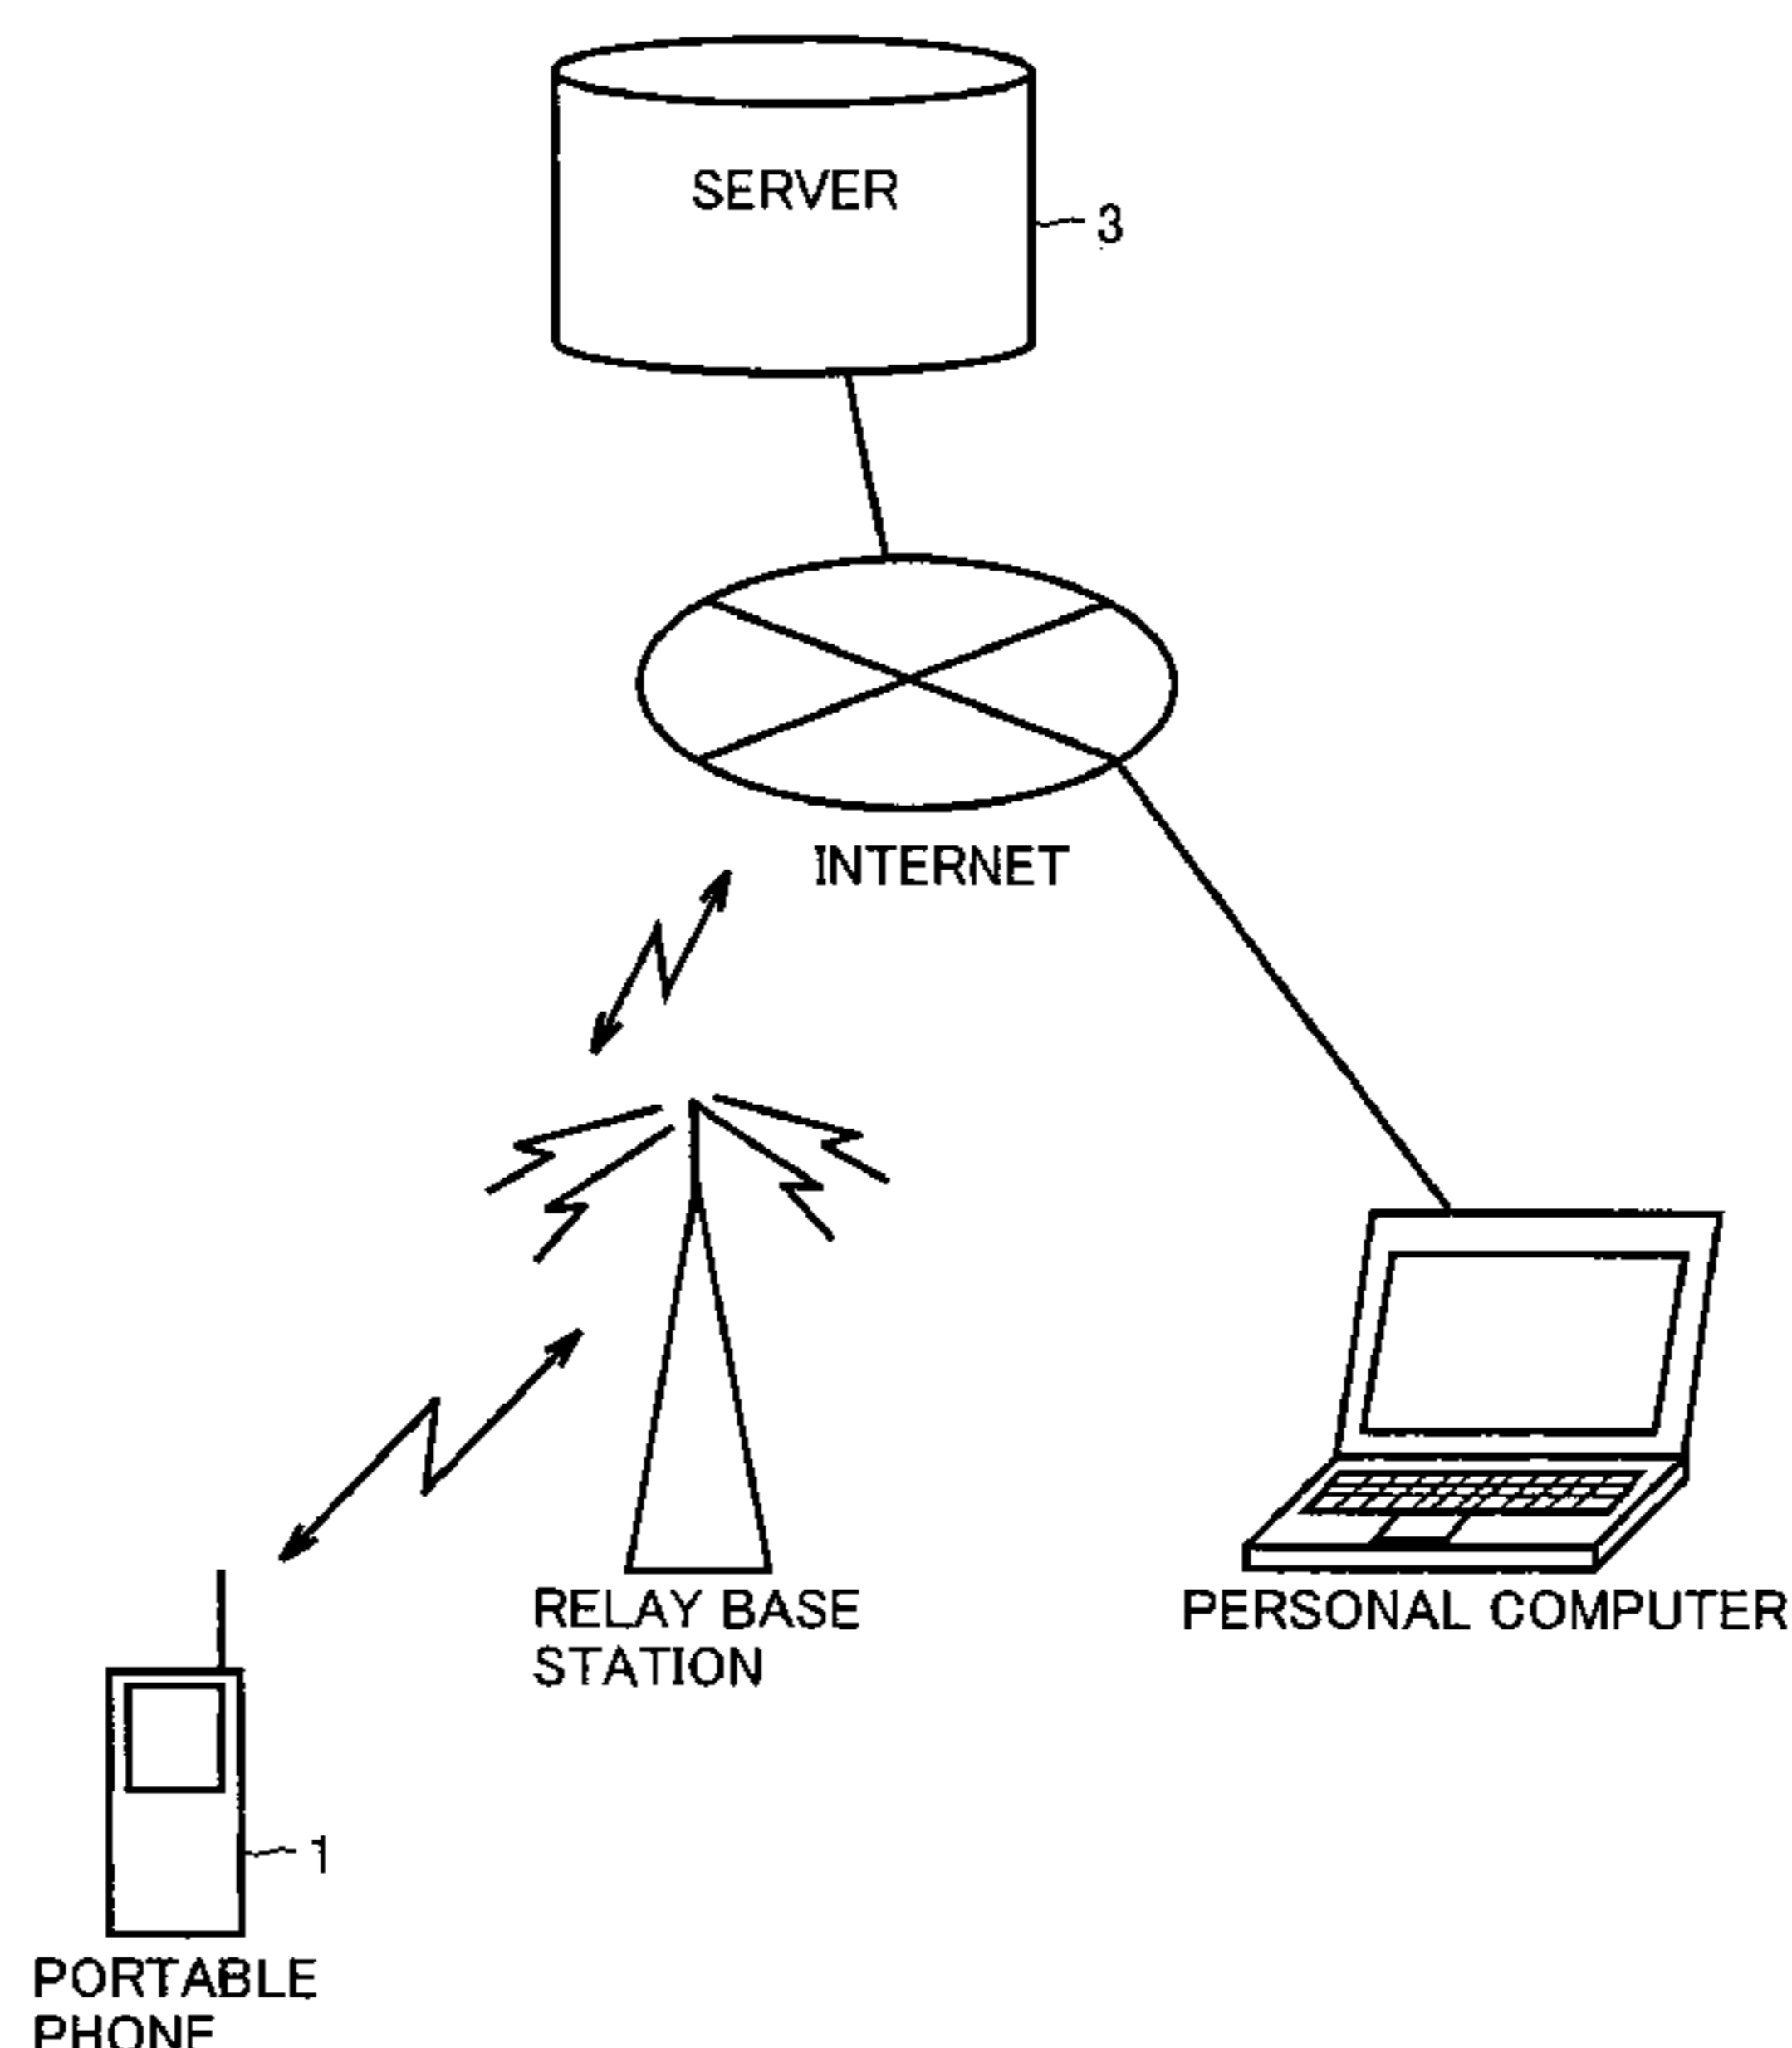 SERVER
3
INTERNET
RELAY BASE
STATION
PERSONAL COMPUTER
1
PORTABLE
PHONE